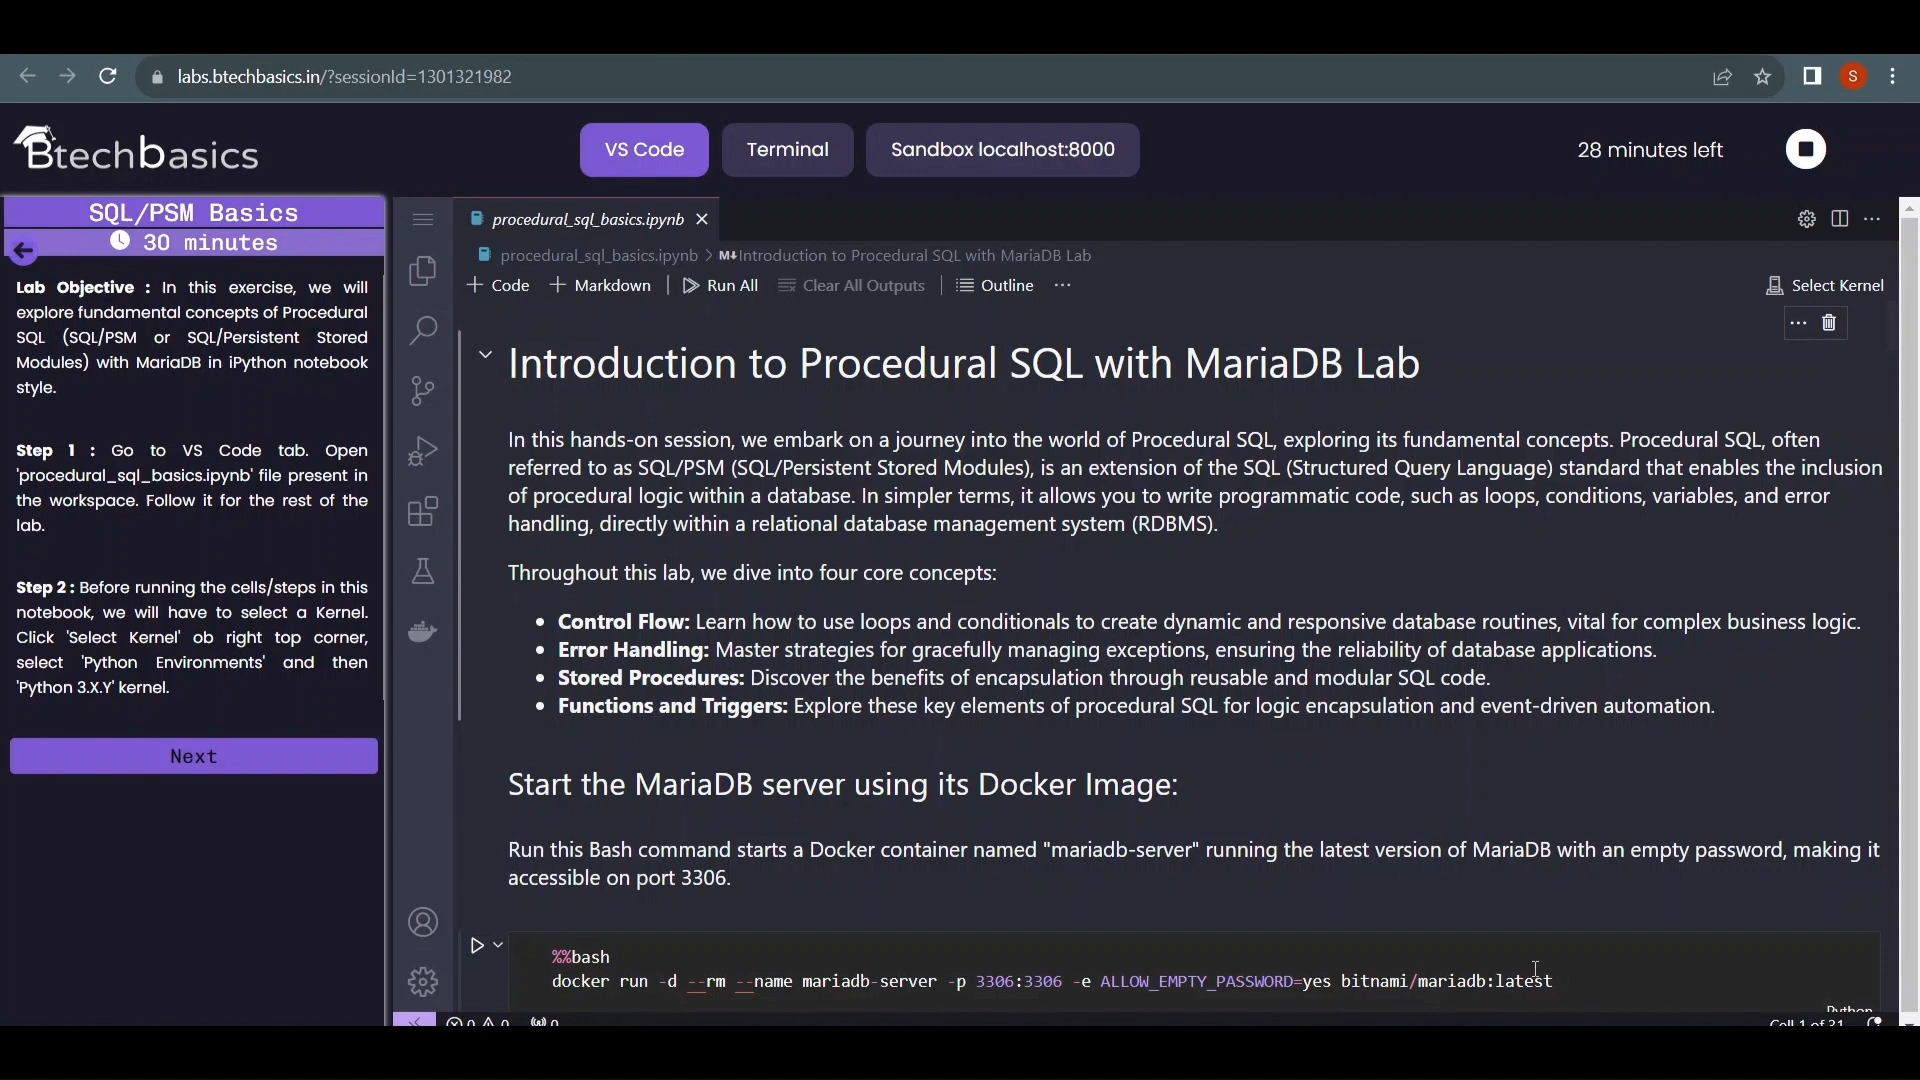 labs.btechbasics.in/?sessionId=1301321982
S
Btechbasics
VS Code
Terminal
Sandbox localhost:8000
28 minutes left
SQL/PSM Basics
30 minutes
Lab Objective : In this exercise, we will
explore fundamental concepts of Procedural
SQL (SQL/PSM or SQL/Persistent Stored
Modules) with MariaDB in iPython notebook
style.
Step 1 : Go to VS Code tab. Open
'procedural_sql_basics.ipynb' file present in
the workspace. Follow it for the rest of the
lab.
Step 2 : Before running the cells/steps in this
notebook, we will have to select a Kernel.
Click 'Select Kernel' ob right top corner,
select 'Python Environments' and then
'Python 3.X.Y' kernel.
Next
procedural_sql_basics.ipynb
procedural_sql_basics.ipynb > M↓Introduction to Procedural SQL with MariaDB Lab
+ Code + Markdown | Run All Clear All Outputs | Outline ···
Select Kernel
Introduction to Procedural SQL with MariaDB Lab
In this hands-on session, we embark on a journey into the world of Procedural SQL, exploring its fundamental concepts. Procedural SQL, often
referred to as SQL/PSM (SQL/Persistent Stored Modules), is an extension of the SQL (Structured Query Language) standard that enables the inclusion
of procedural logic within a database. In simpler terms, it allows you to write programmatic code, such as loops, conditions, variables, and error
handling, directly within a relational database management system (RDBMS).
Throughout this lab, we dive into four core concepts:
• Control Flow: Learn how to use loops and conditionals to create dynamic and responsive database routines, vital for complex business logic.
• Error Handling: Master strategies for gracefully managing exceptions, ensuring the reliability of database applications.
• Stored Procedures: Discover the benefits of encapsulation through reusable and modular SQL code.
• Functions and Triggers: Explore these key elements of procedural SQL for logic encapsulation and event-driven automation.
Start the MariaDB server using its Docker Image:
Run this Bash command starts a Docker container named "mariadb-server" running the latest version of MariaDB with an empty password, making it
accessible on port 3306.
%%bash
docker run -d --rm --name mariadb-server -p 3306:3306 -e ALLOW_EMPTY_PASSWORD=yes bitnami/mariadb:latest
Python
0 0 0
Cell 1 of 31